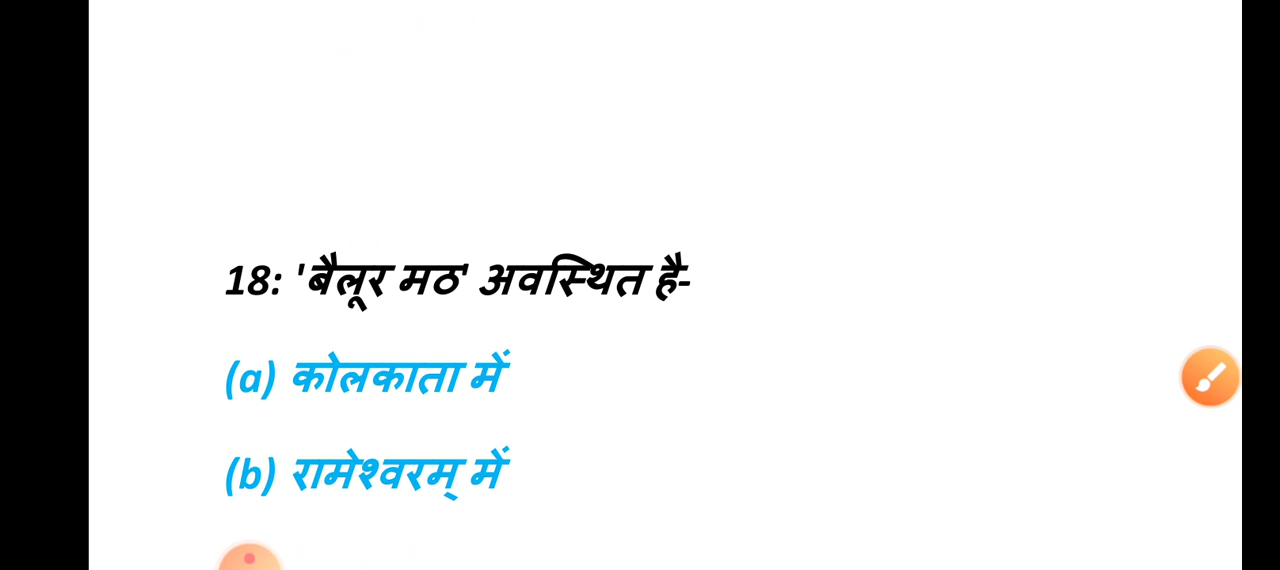 18: 'बैलूर मठ' अवस्थित है-
(a) कोलकाता में
(b) रामेश्वरम् में